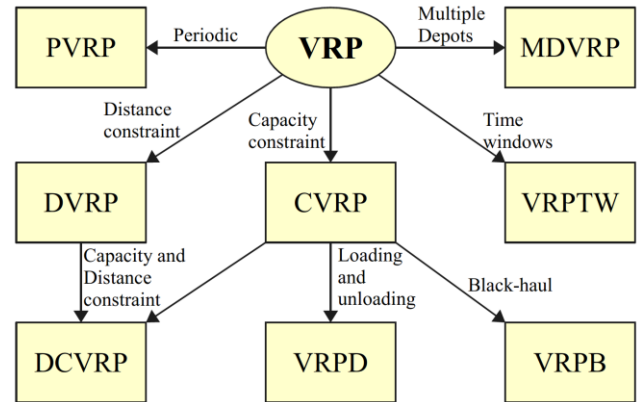 PVRP
Periodic
VRP
Multiple
Depots
MDVRP
Distance
constraint
Capacity
constraint
Time
windows
DVRP
CVRP
VRPTW
Capacity and
Distance
constraint
Loading
and
unloading
Black-haul
DCVRP
VRPD
VRPB